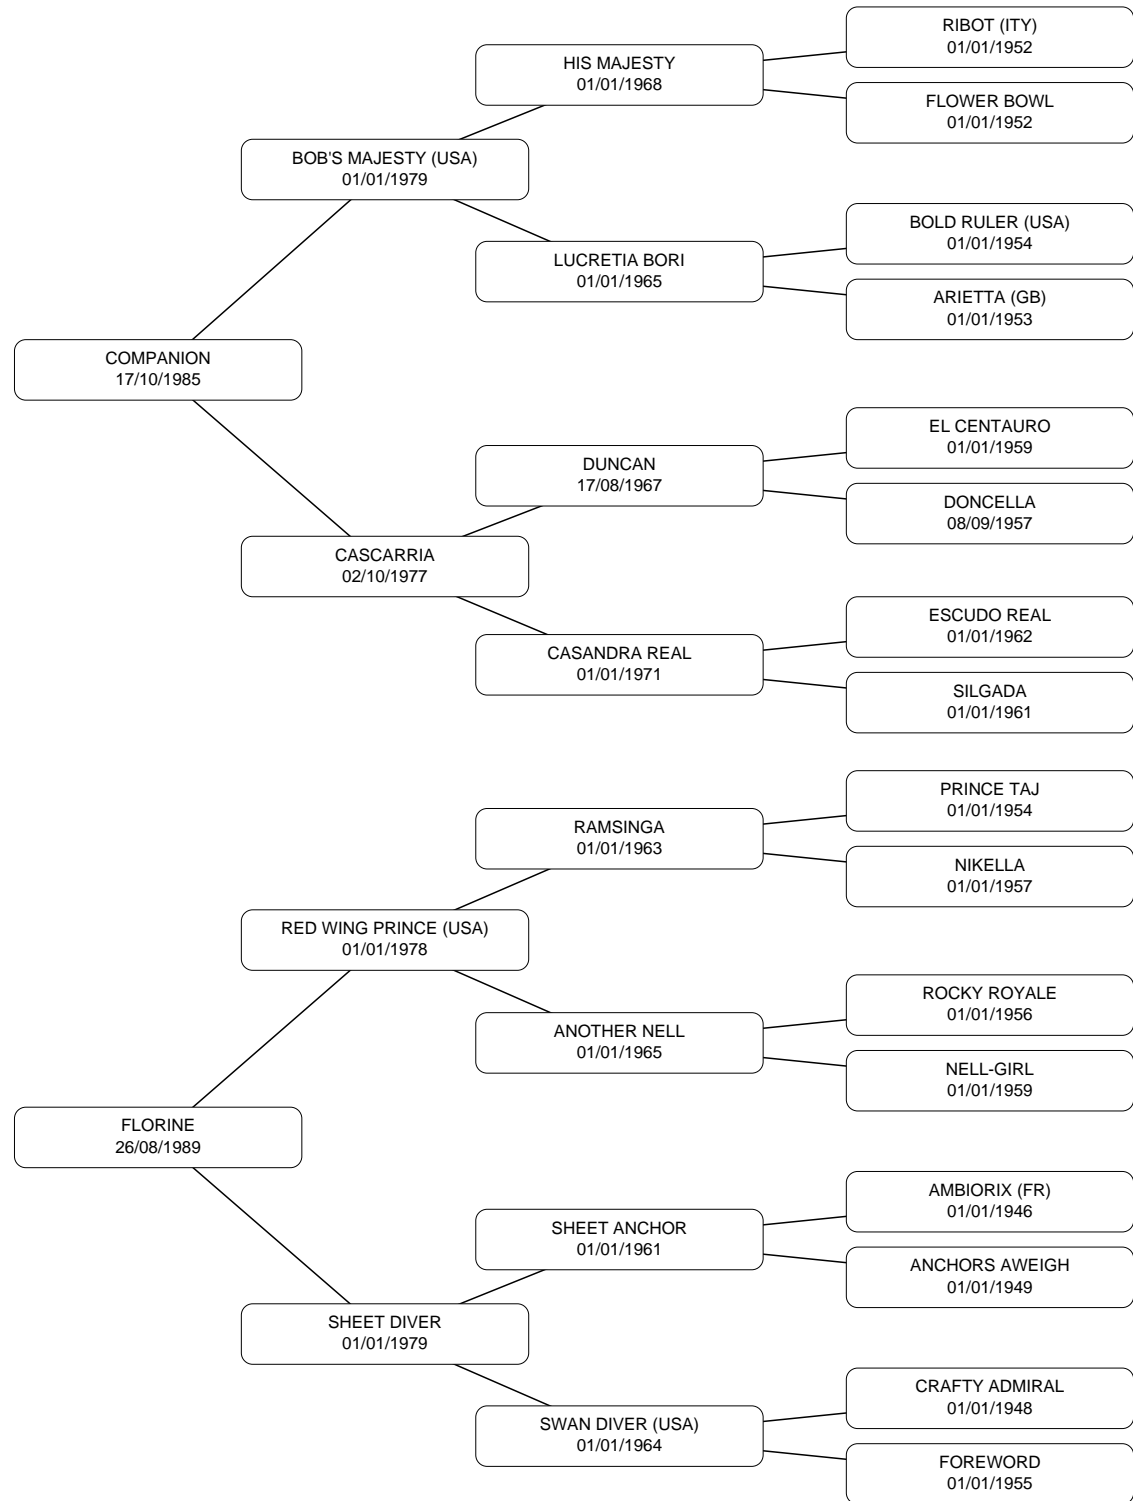 RIBOT (ITY)
01/01/1952
HIS MAJESTY
01/01/1968
FLOWER BOWL
01/01/1952
BOB'S MAJESTY (USA)
01/01/1979
BOLD RULER (USA)
01/01/1954
LUCRETIA BORI
01/01/1965
ARIETTA (GB)
01/01/1953
COMPANION
17/10/1985
EL CENTAURO
01/01/1959
DUNCAN
17/08/1967
DONCELLA
08/09/1957
CASCARRIA
02/10/1977
ESCUDO REAL
01/01/1962
CASANDRA REAL
01/01/1971
SILGADA
01/01/1961
PRINCE TAJ
01/01/1954
RAMSINGA
01/01/1963
NIKELLA
01/01/1957
RED WING PRINCE (USA)
01/01/1978
ROCKY ROYALE
01/01/1956
ANOTHER NELL
01/01/1965
NELL-GIRL
01/01/1959
FLORINE
26/08/1989
AMBIORIX (FR)
01/01/1946
SHEET ANCHOR
01/01/1961
ANCHORS AWEIGH
01/01/1949
SHEET DIVER
01/01/1979
CRAFTY ADMIRAL
01/01/1948
SWAN DIVER (USA)
01/01/1964
FOREWORD
01/01/1955